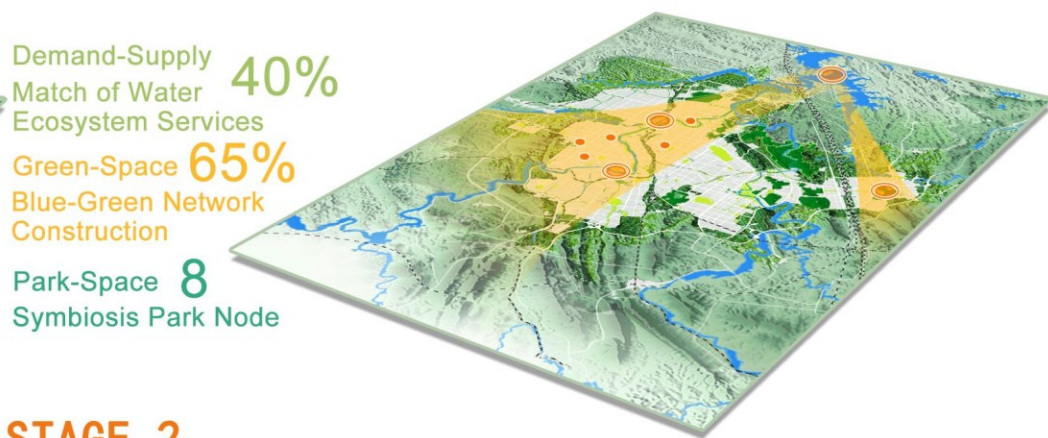 Demand-Supply
Match of Water 40%
Ecosystem Services
Green-Space 65%
Blue-Green Network
Construction
Park-Space 8
Symbiosis Park Node
STAGE 2